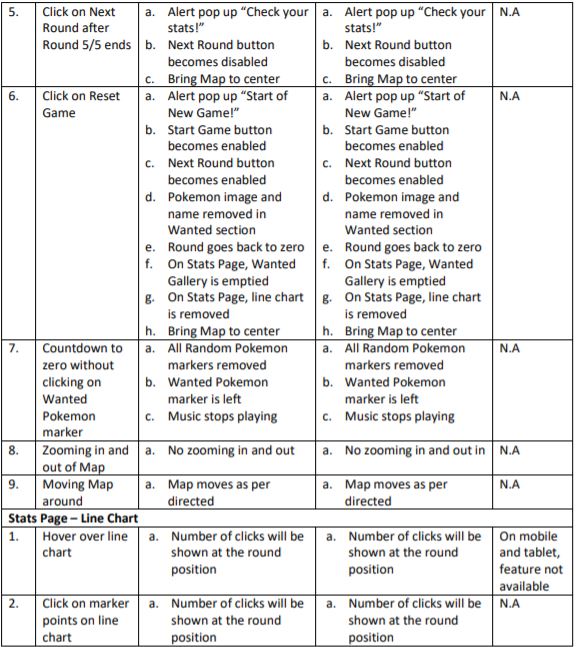 5. Click on Next Round after Round 5/5 ends
a. Alert pop up “Check your stats!”
b. Next Round button becomes disabled
c. Bring Map to center
a. Alert pop up “Check your stats!”
b. Next Round button becomes disabled
c. Bring Map to center
N.A
6. Click on Reset Game
a. Alert pop up “Start of New Game!”
b. Start Game button becomes enabled
c. Next Round button becomes enabled
d. Pokemon image and name removed in Wanted section
e. Round goes back to zero
f. On Stats Page, Wanted Gallery is emptied
g. On Stats Page, line chart is removed
h. Bring Map to center
a. Alert pop up “Start of New Game!”
b. Start Game button becomes enabled
c. Next Round button becomes enabled
d. Pokemon image and name removed in Wanted section
e. Round goes back to zero
f. On Stats Page, Wanted Gallery is emptied
g. On Stats Page, line chart is removed
h. Bring Map to center
N.A
7. Countdown to zero without clicking on Wanted Pokemon marker
a. All Random Pokemon markers removed
b. Wanted Pokemon marker is left
c. Music stops playing
a. All Random Pokemon markers removed
b. Wanted Pokemon marker is left
c. Music stops playing
N.A
8. Zooming in and out of Map
a. No zooming in and out
a. No zooming in and out in
N.A
9. Moving Map around
a. Map moves as per directed
a. Map moves as per directed
N.A
Stats Page – Line Chart
1. Hover over line chart
a. Number of clicks will be shown at the round position
a. Number of clicks will be shown at the round position
On mobile and tablet, feature not available
2. Click on marker points on line chart
a. Number of clicks will be shown at the round position
a. Number of clicks will be shown at the round position
N.A